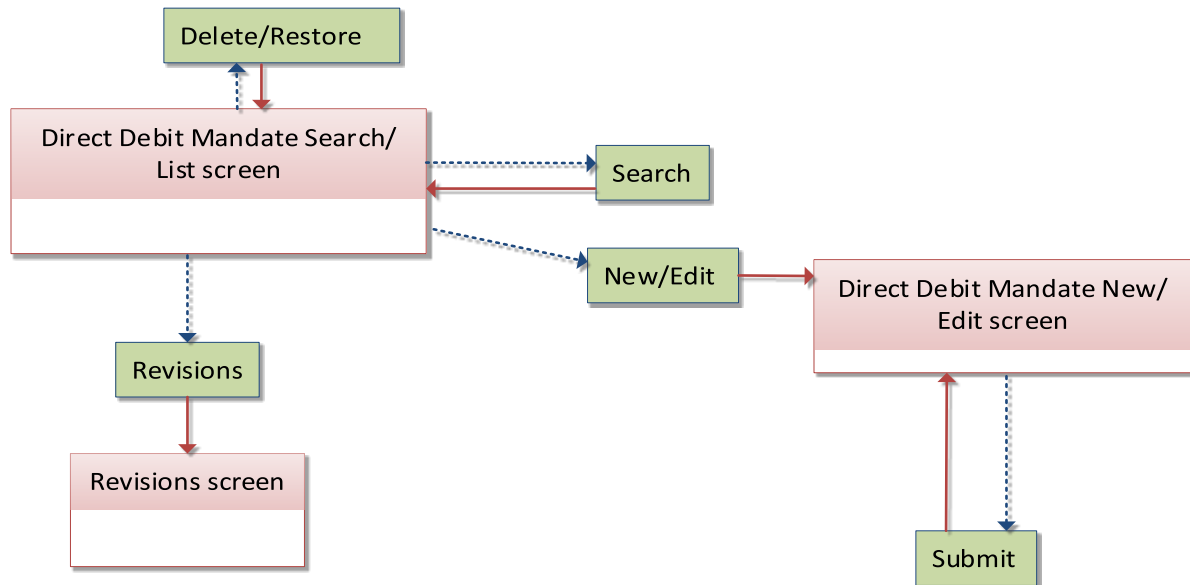 Delete/Restore
Direct Debit Mandate Search/
List screen
Search
New/Edit
Direct Debit Mandate New/
Edit screen
Revisions
Revisions screen
Submit